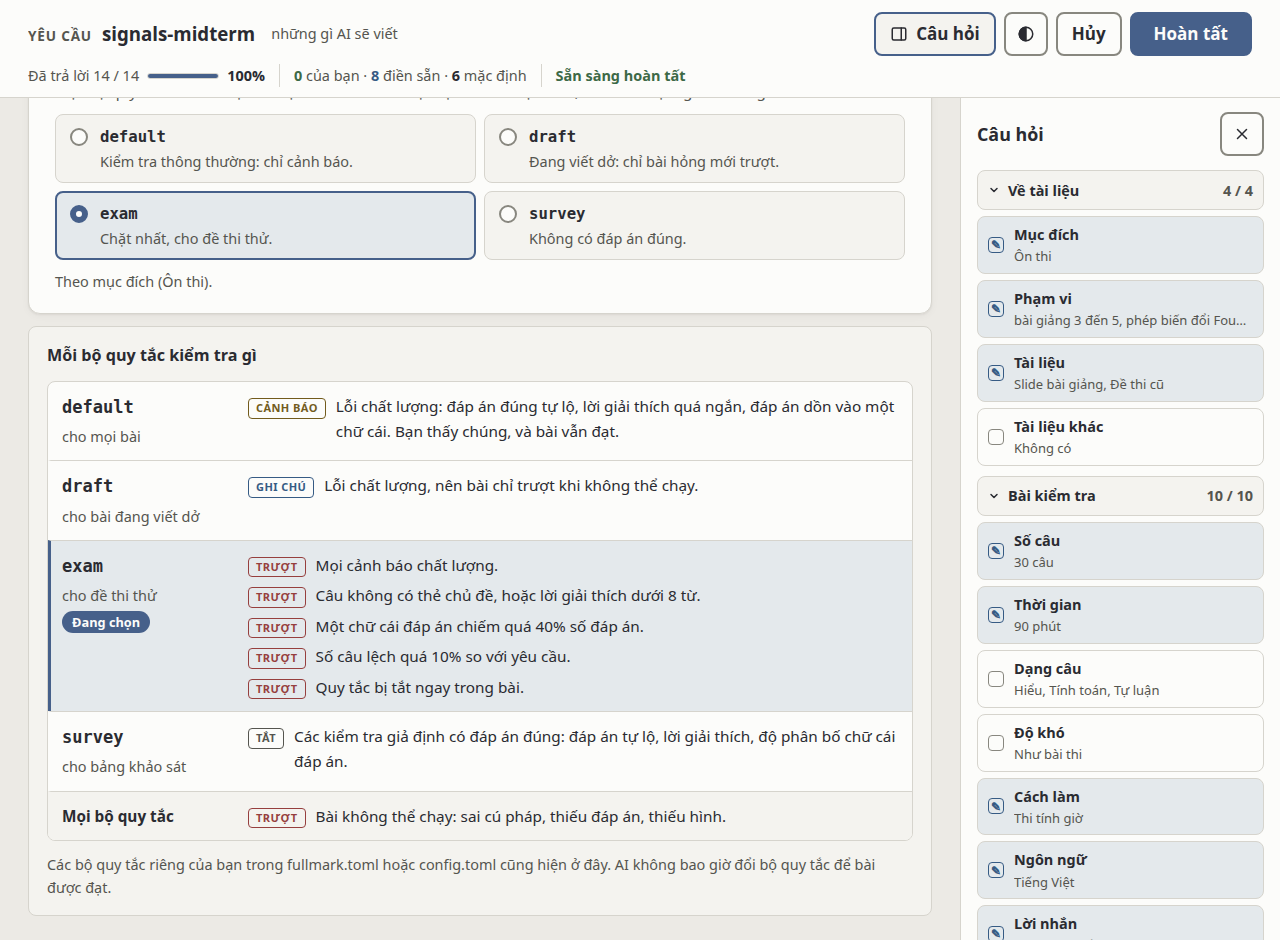 YÊU CẦU signals-midterm những gì AI sẽ viết
Câu hỏi
Hủy
Hoàn tất
Đã trả lời 14 / 14 100% 0 của bạn · 8 điền sẵn · 6 mặc định Sẵn sàng hoàn tất
default
Kiểm tra thông thường: chỉ cảnh báo.
draft
Đang viết dở: chỉ bài hỏng mới trượt.
exam
Chặt nhất, cho đề thi thử.
survey
Không có đáp án đúng.
Theo mục đích (Ôn thi).
Mỗi bộ quy tắc kiểm tra gì
default
cho mọi bài
CẢNH BÁO Lỗi chất lượng: đáp án đúng tự lộ, lời giải thích quá ngắn, đáp án dồn vào một
chữ cái. Bạn thấy chúng, và bài vẫn đạt.
draft
cho bài đang viết dở
GHI CHÚ Lỗi chất lượng, nên bài chỉ trượt khi không thể chạy.
exam
cho đề thi thử
Đang chọn
TRƯỢT Mọi cảnh báo chất lượng.
TRƯỢT Câu không có thẻ chủ đề, hoặc lời giải thích dưới 8 từ.
TRƯỢT Một chữ cái đáp án chiếm quá 40% số đáp án.
TRƯỢT Số câu lệch quá 10% so với yêu cầu.
TRƯỢT Quy tắc bị tắt ngay trong bài.
survey
cho bảng khảo sát
TẮT Các kiểm tra giả định có đáp án đúng: đáp án tự lộ, lời giải thích, độ phân bố chữ cái
đáp án.
Mọi bộ quy tắc
TRƯỢT Bài không thể chạy: sai cú pháp, thiếu đáp án, thiếu hình.
Các bộ quy tắc riêng của bạn trong fullmark.toml hoặc config.toml cũng hiện ở đây. AI không bao giờ đổi bộ quy tắc để bài
được đạt.
Câu hỏi
Về tài liệu 4 / 4
Mục đích
Ôn thi
Phạm vi
bài giảng 3 đến 5, phép biến đổi Fou...
Tài liệu
Slide bài giảng, Đề thi cũ
Tài liệu khác
Không có
Bài kiểm tra 10 / 10
Số câu
30 câu
Thời gian
90 phút
Dạng câu
Hiểu, Tính toán, Tự luận
Độ khó
Như bài thi
Cách làm
Thi tính giờ
Ngôn ngữ
Tiếng Việt
Lời nhắn